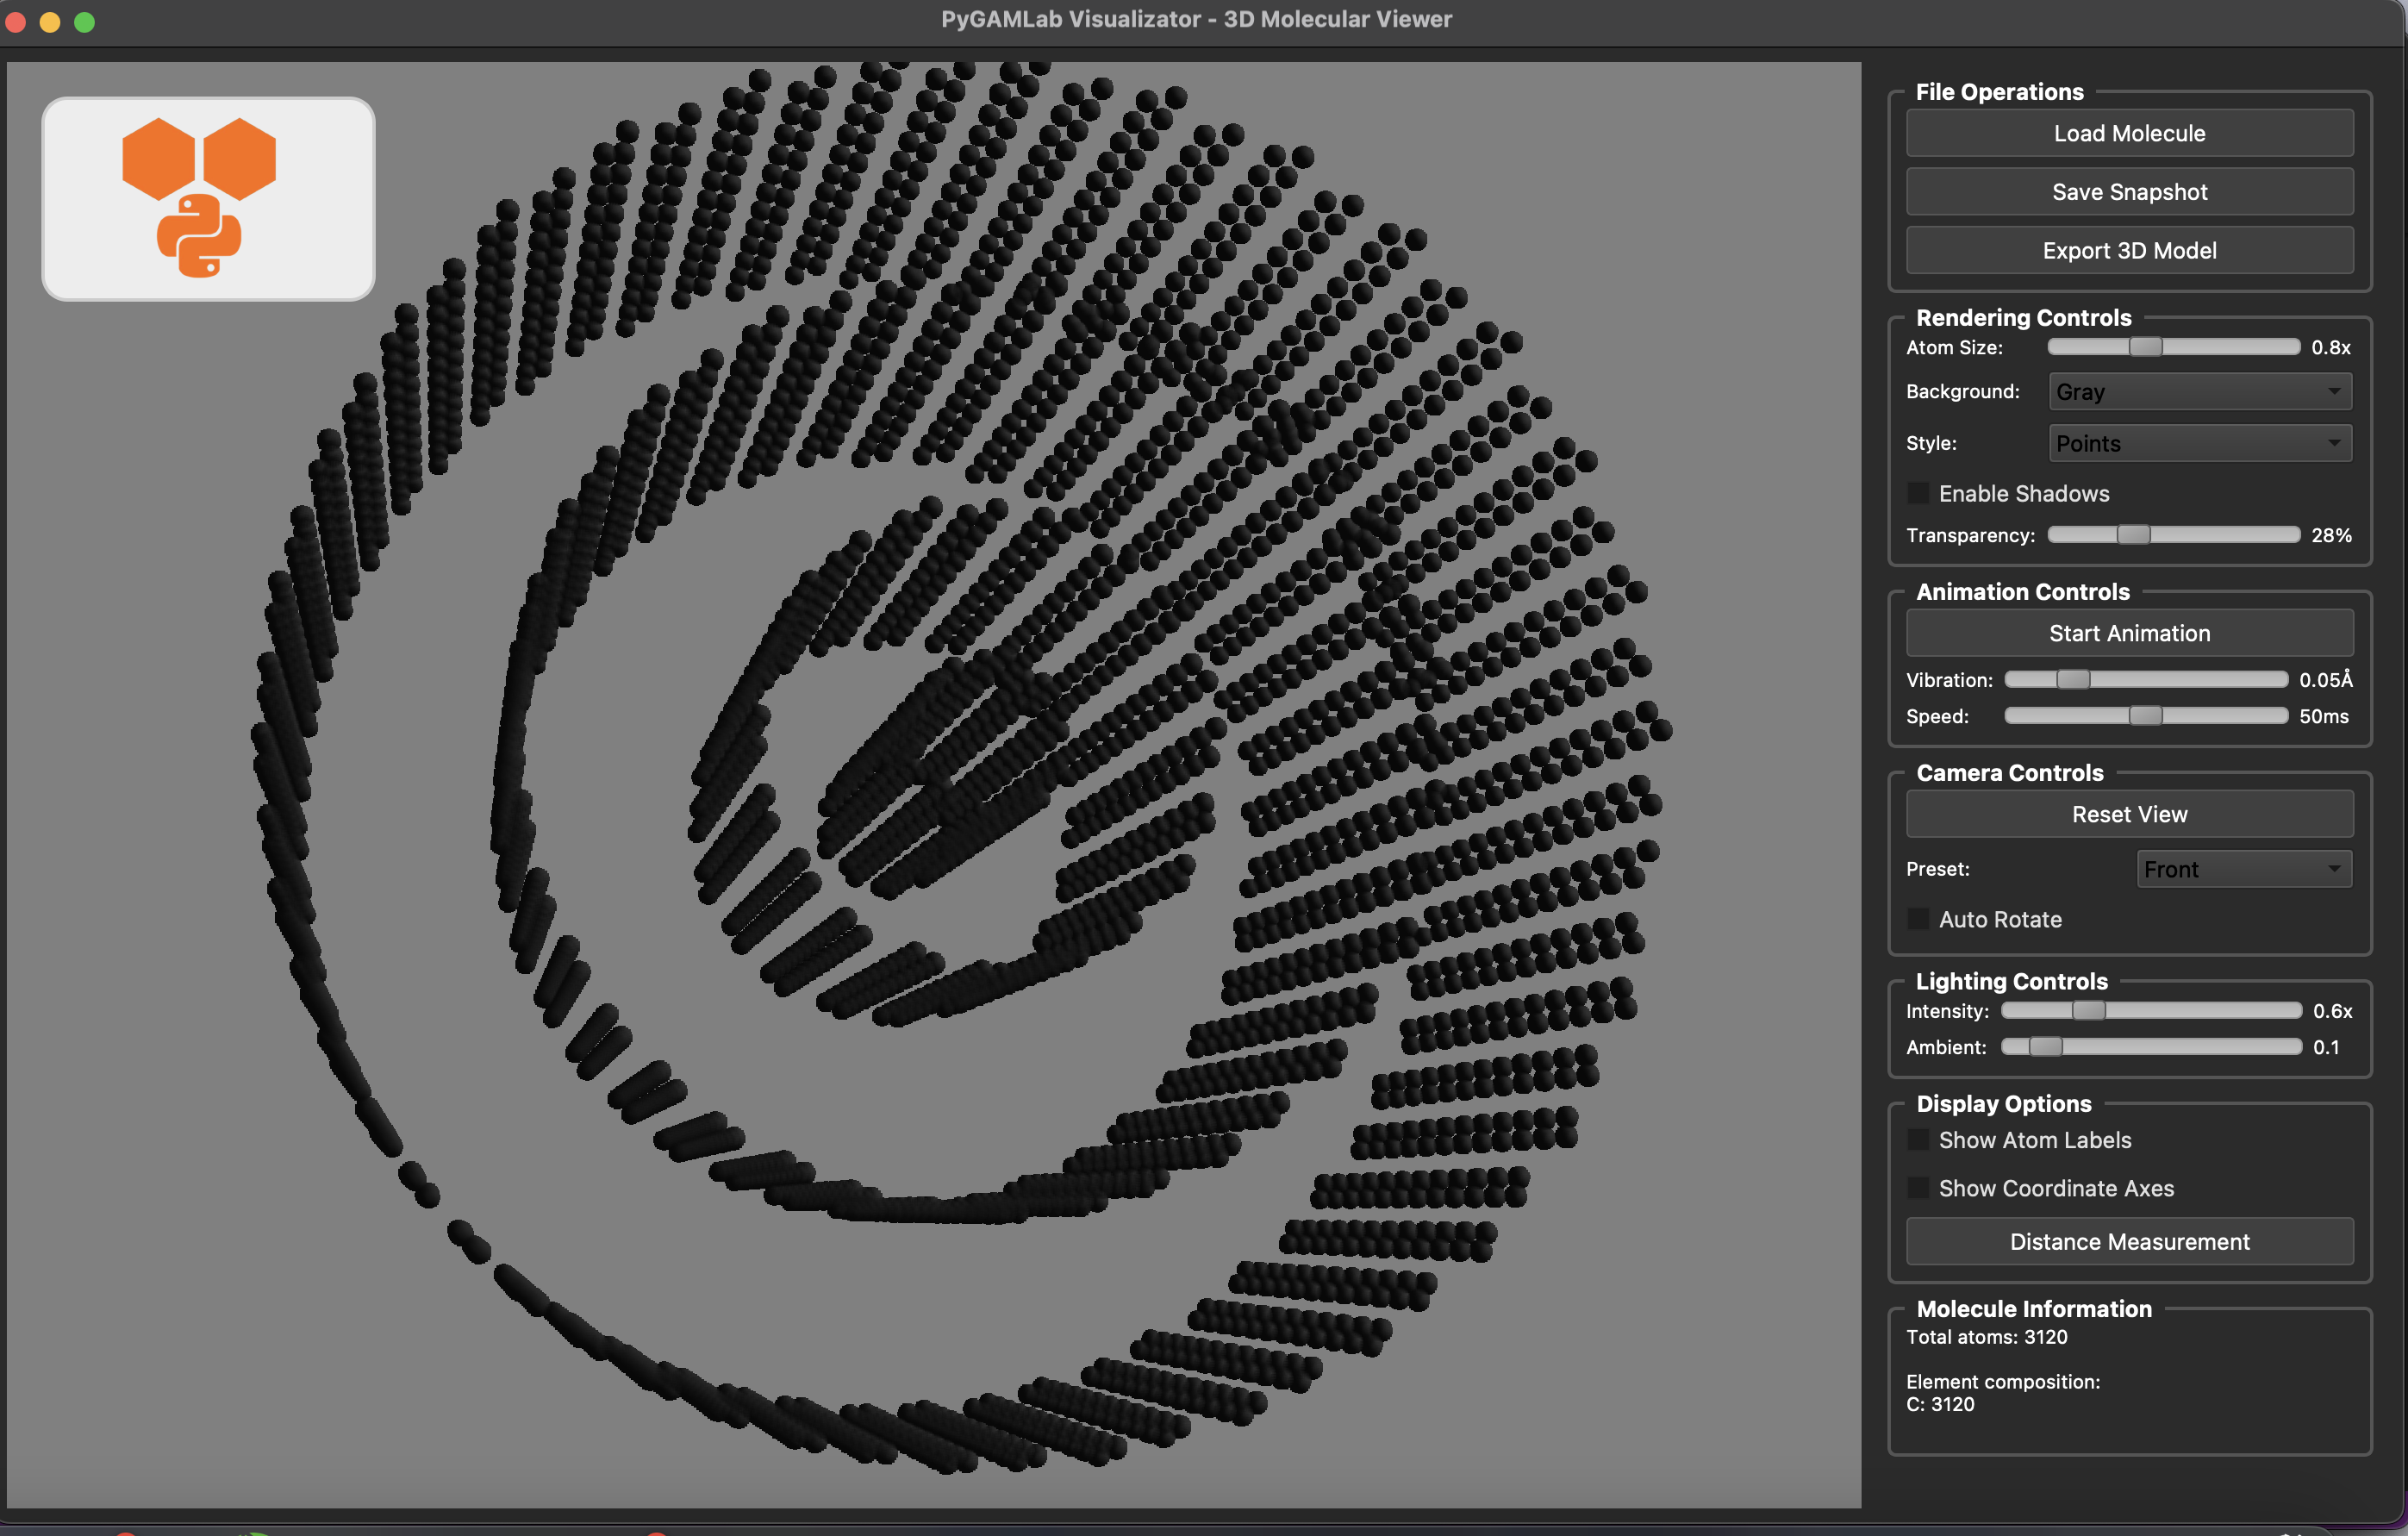 PyGAMLab Visualizator - 3D Molecular Viewer
File Operations
Load Molecule
Save Snapshot
Export 3D Model
Rendering Controls
Atom Size: 0.8x
Background: Gray
Style: Points
Enable Shadows
Transparency: 28%
Animation Controls
Start Animation
Vibration: 0.05Å
Speed: 50ms
Camera Controls
Reset View
Preset: Front
Auto Rotate
Lighting Controls
Intensity: 0.6x
Ambient: 0.1
Display Options
Show Atom Labels
Show Coordinate Axes
Distance Measurement
Molecule Information
Total atoms: 3120
Element composition:
C: 3120